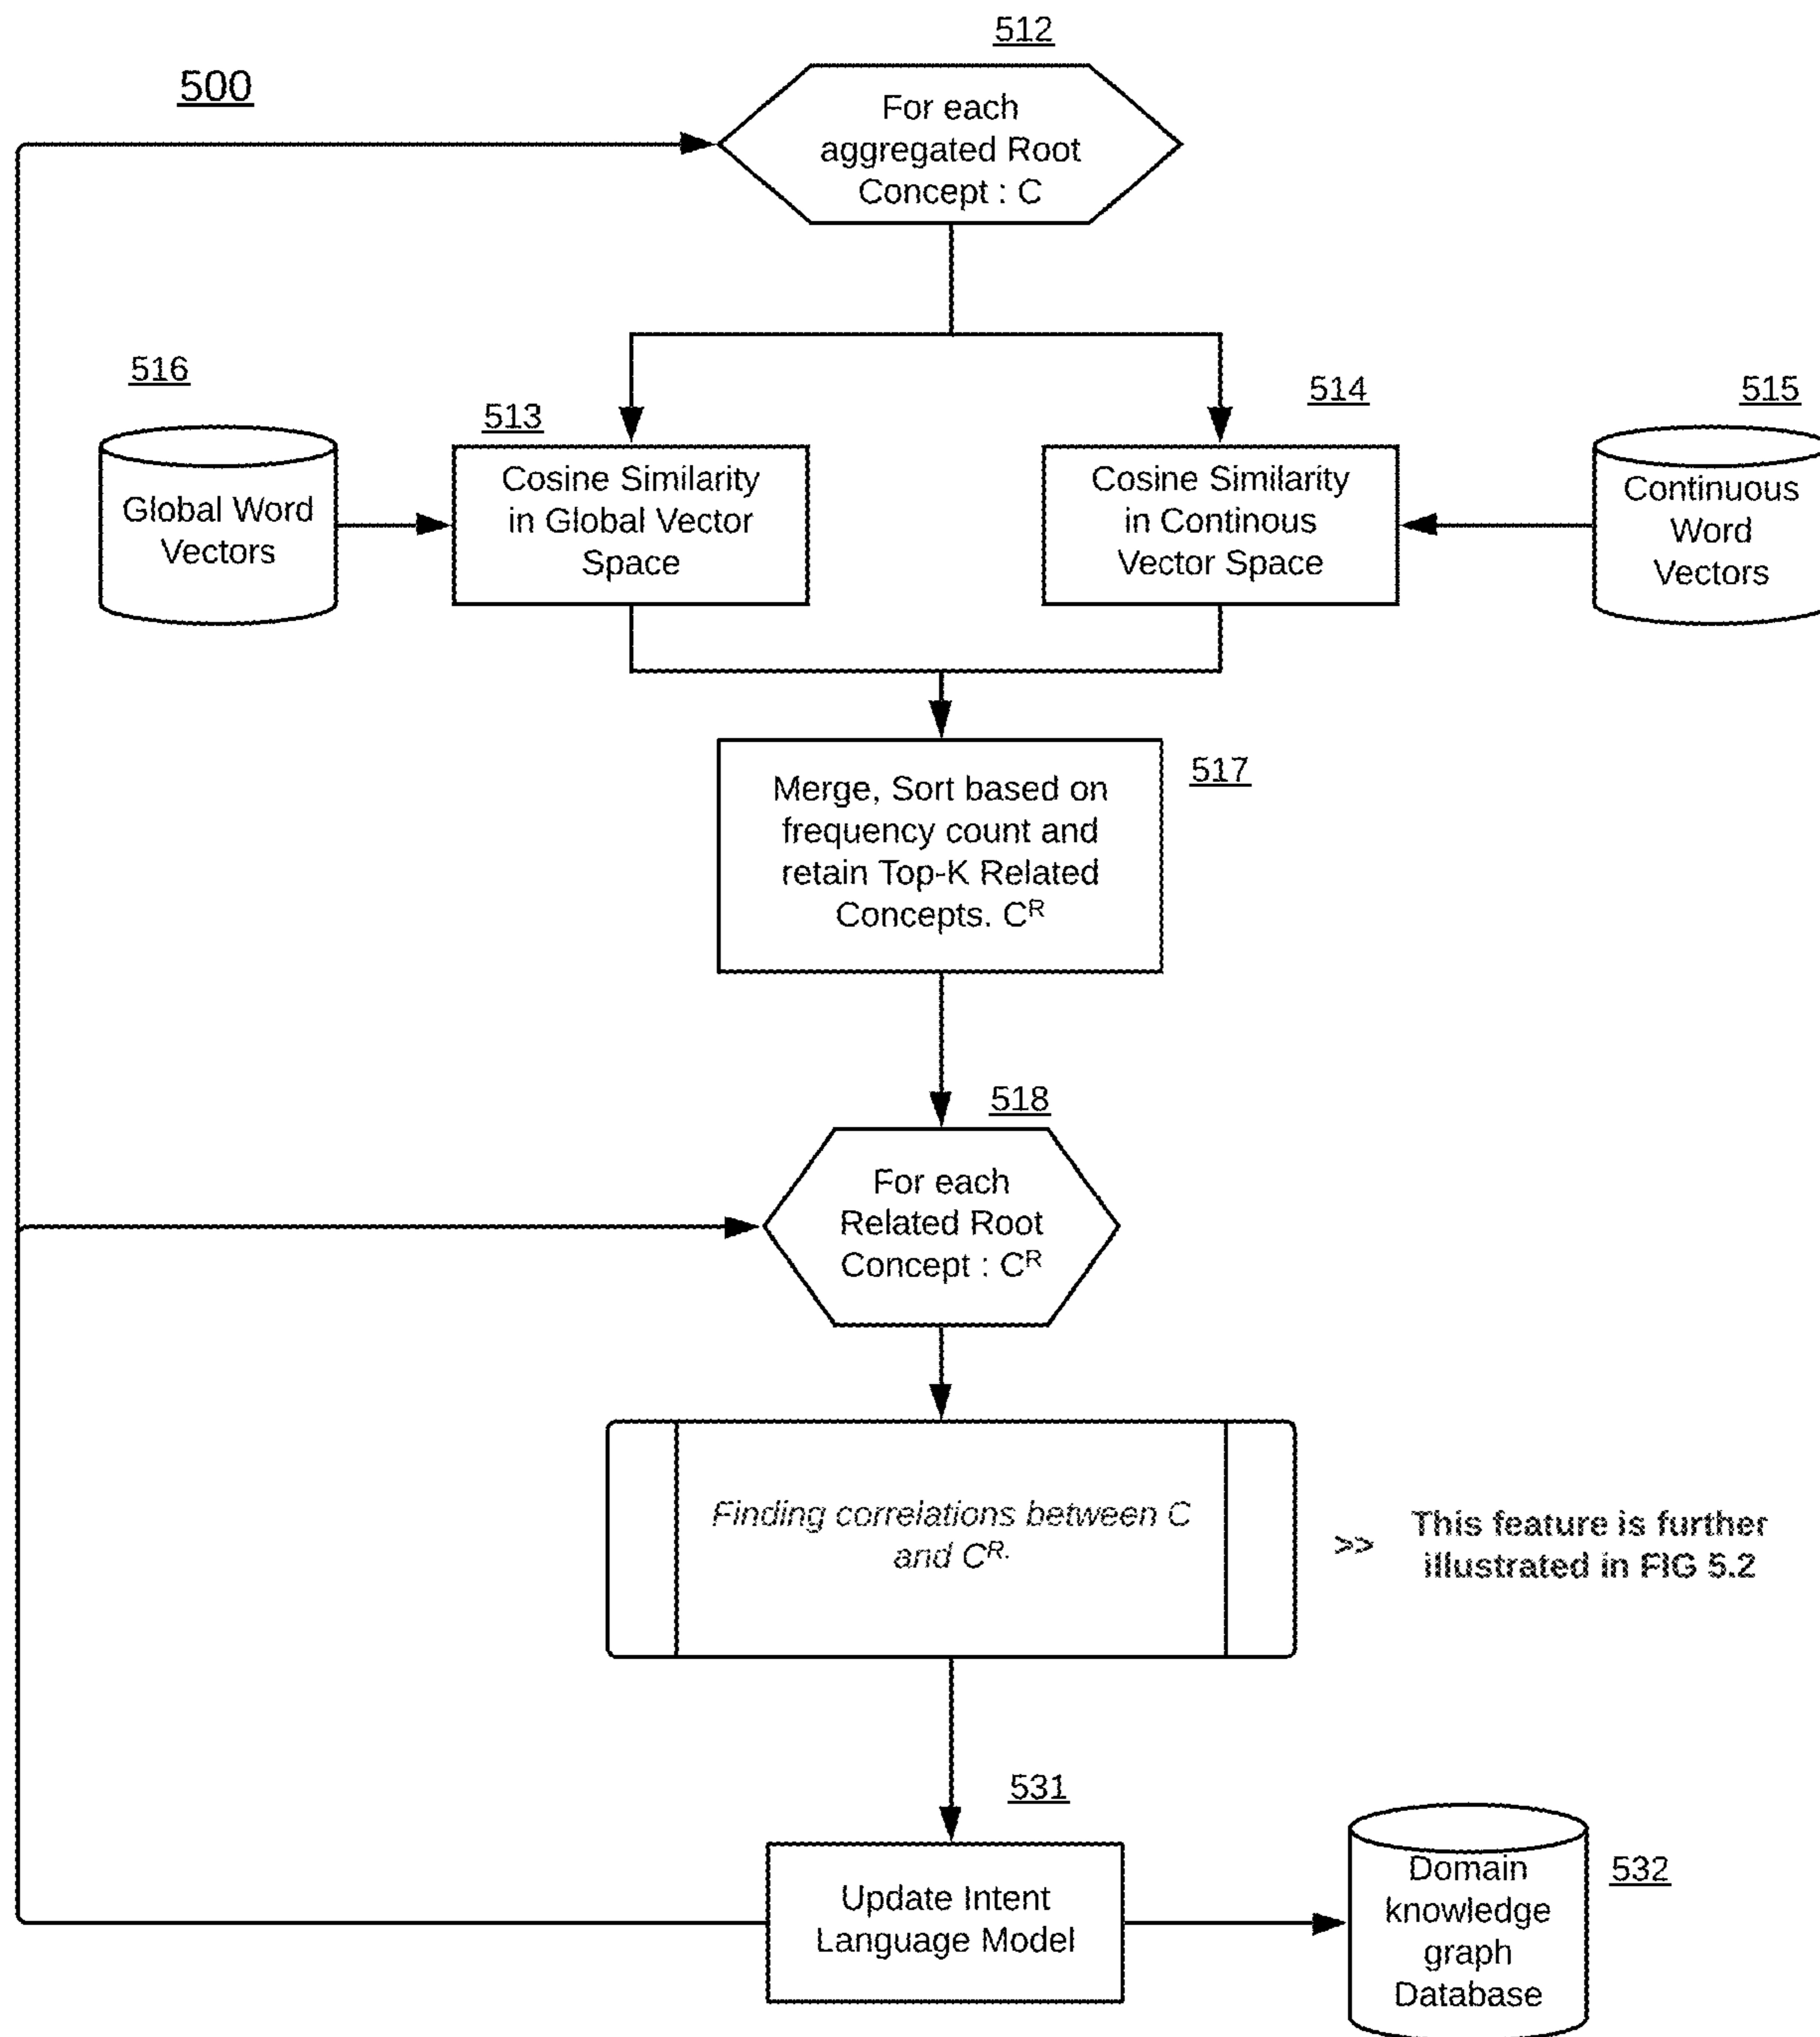 512
500
For each
aggregated Root
Concept : C
516
513
514
515
Global Word
Vectors
Cosine Similarity
in Global Vector
Space
Cosine Similarity
in Continous
Vector Space
Continuous
Word
Vectors
Merge, Sort based on
frequency count and
retain Top-K Related
Concepts. Cᴿ
517
518
For each
Related Root
Concept : Cᴿ
Finding correlations between C
and Cᴿ.
>>
This feature is further
illustrated in FIG 5.2
531
Update Intent
Language Model
Domain
knowledge
graph
Database
532